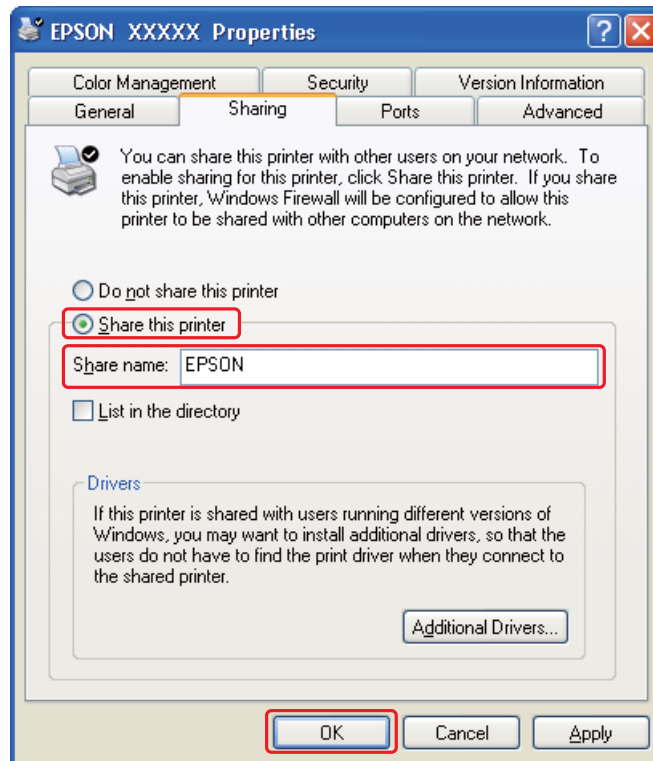 EPSON XXXXX Properties
Color Management
Security
Version Information
General
Sharing
Ports
Advanced
You can share this printer with other users on your network. To
enable sharing for this printer, click Share this printer. If you share
this printer, Windows Firewall will be configured to allow this
printer to be shared with other computers on the network.
Do not share this printer
Share this printer
Share name: EPSON
List in the directory
Drivers
If this printer is shared with users running different versions of
Windows, you may want to install additional drivers, so that the
users do not have to find the print driver when they connect to
the shared printer.
Additional Drivers...
OK
Cancel
Apply